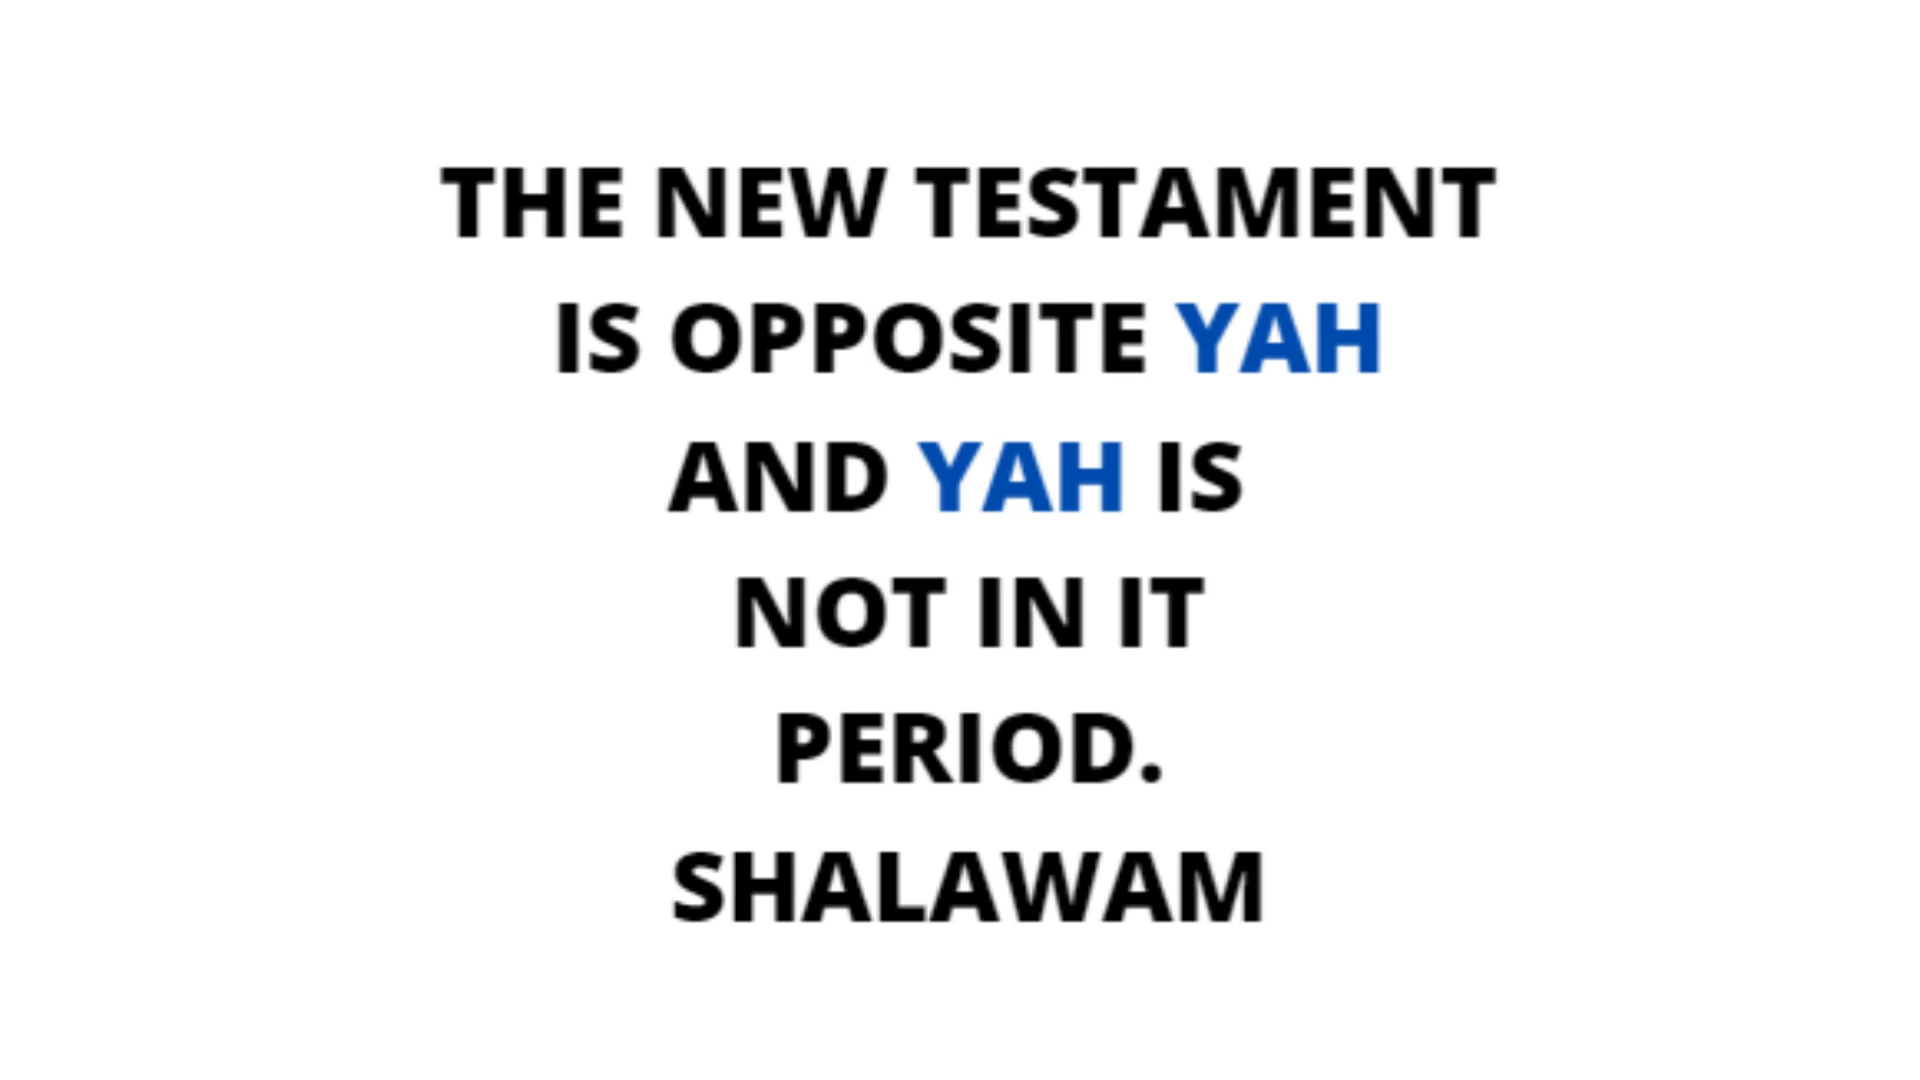 THE NEW TESTAMENT
IS OPPOSITE YAH
AND YAH IS
NOT IN IT
PERIOD.
SHALAWAM